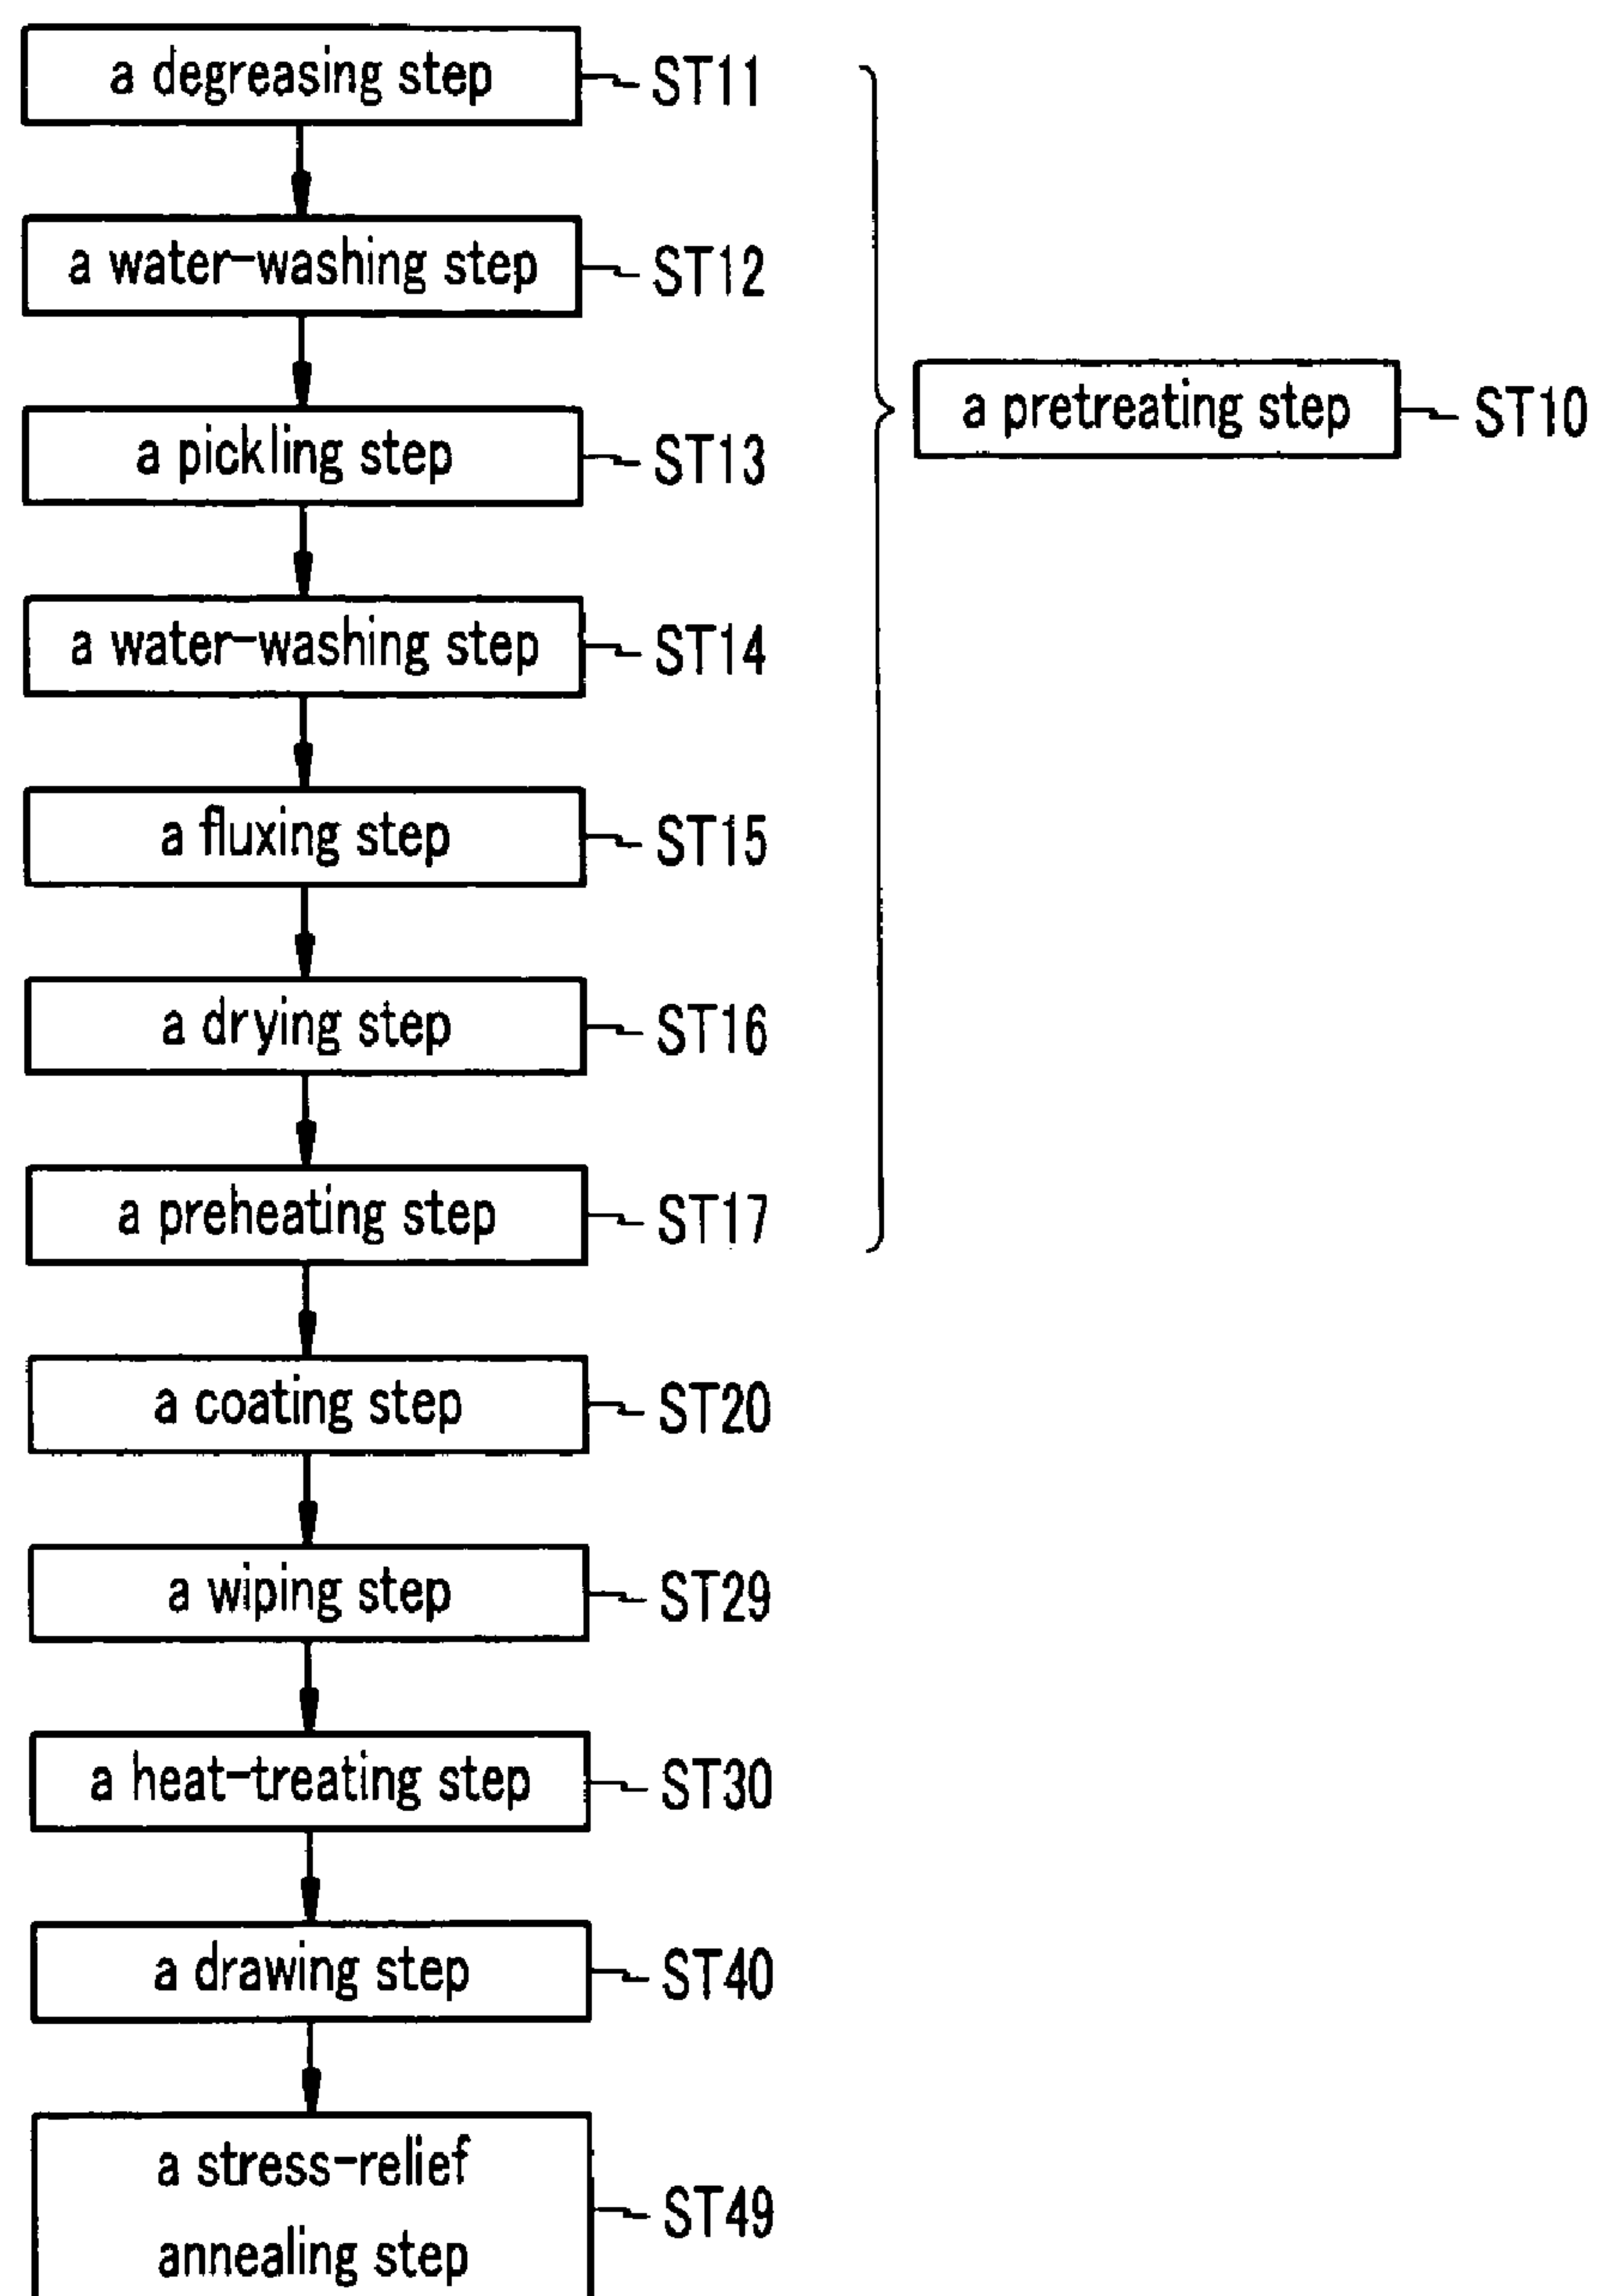 a degreasing step ST11
a water-washing step ST12
a pickling step ST13
a pretreating step ST10
a water-washing step ST14
a fluxing step ST15
a drying step ST16
a preheating step ST17
a coating step ST20
a wiping step ST29
a heat-treating step ST30
a drawing step ST40
a stress-relief
annealing step ST49